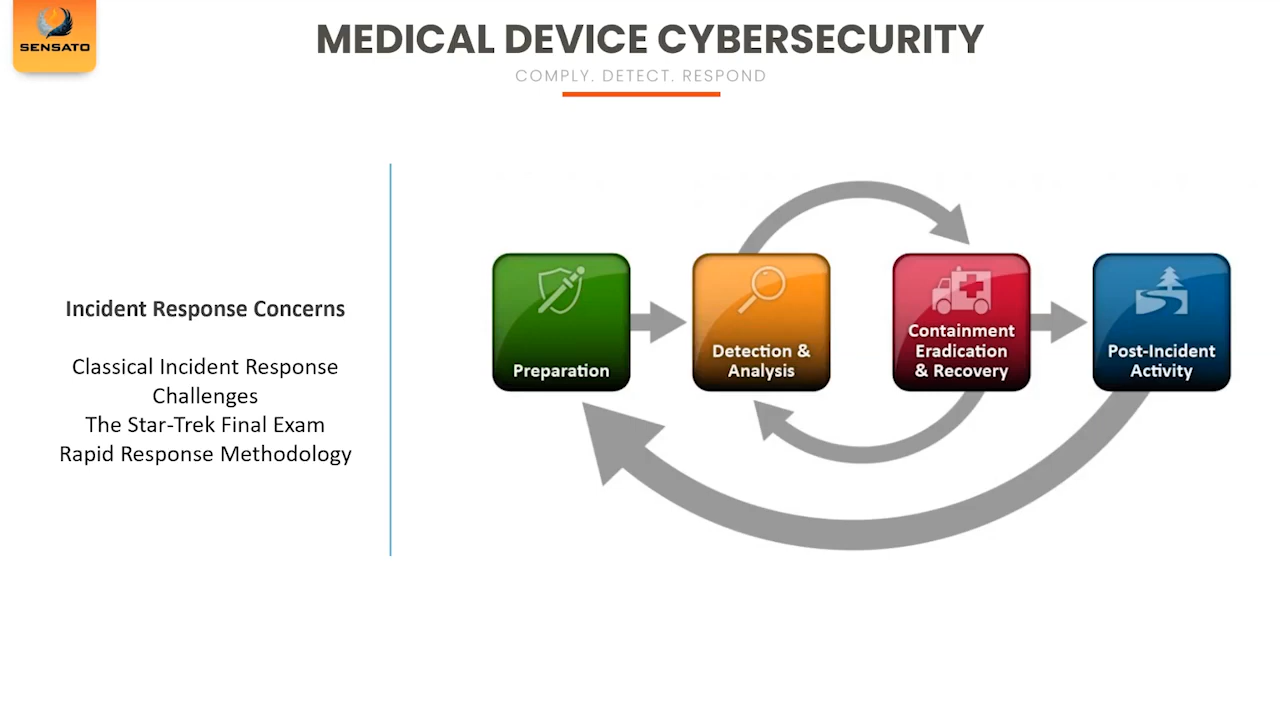 SENSATO
MEDICAL DEVICE CYBERSECURITY
COMPLY. DETECT. RESPOND
Incident Response Concerns
Classical Incident Response
Challenges
The Star-Trek Final Exam
Rapid Response Methodology
Preparation
Detection &
Analysis
Containment
Eradication
& Recovery
Post-Incident
Activity